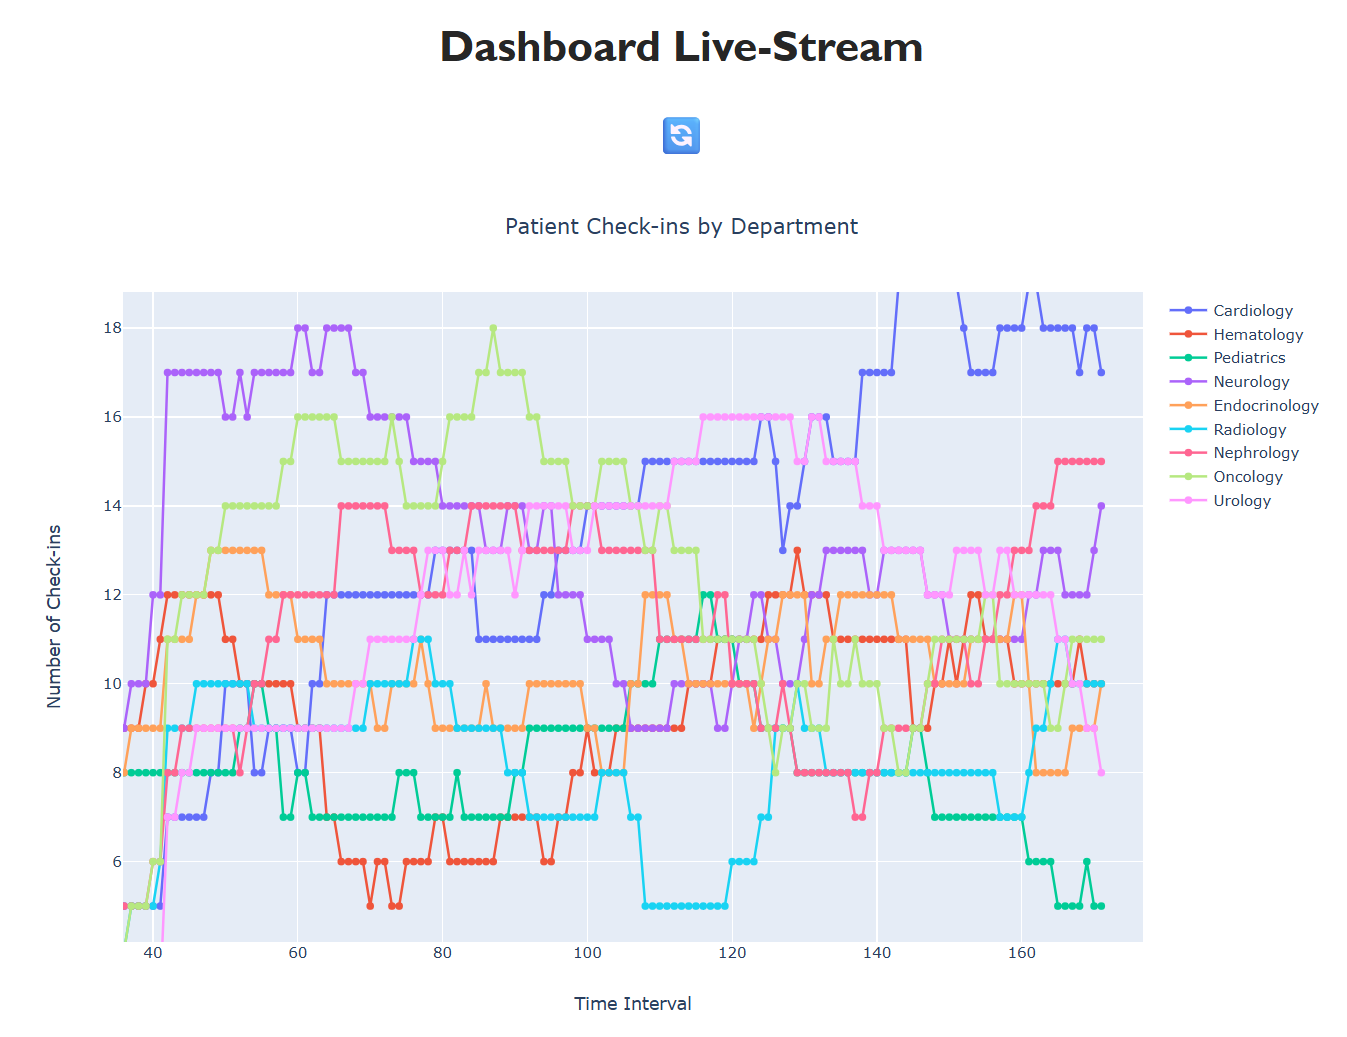 Dashboard Live-Stream
Patient Check-ins by Department
Number of Check-ins
18
16
14
12
10
8
6
40 60 80 100 120 140 160
Time Interval
Cardiology
Hematology
Pediatrics
Neurology
Endocrinology
Radiology
Nephrology
Oncology
Urology